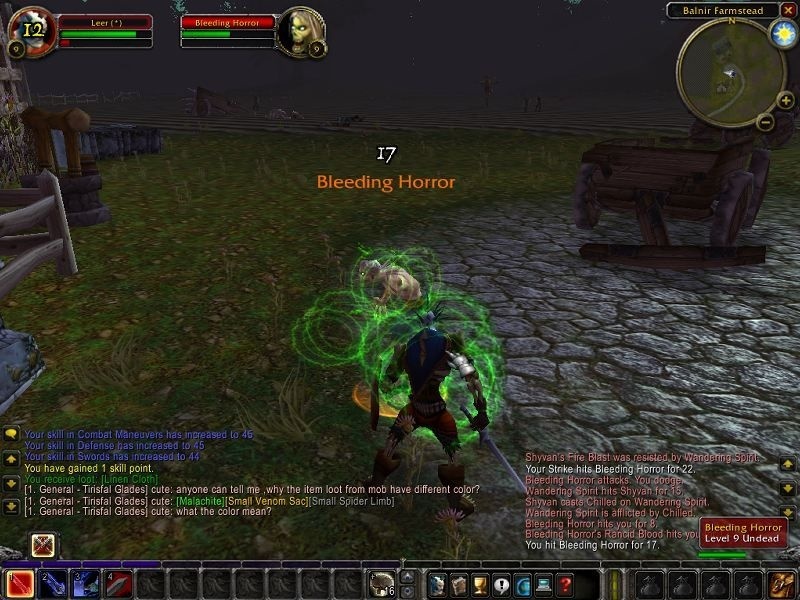 12
Leer (*)
9
Bleeding Horror
9
Balnir Farmstead
N
17
Bleeding Horror
Your skill in Combat Maneuvers has increased to 45
Your skill in Defense has increased to 45
Your skill in Swords has increased to 44
You have gained 1 skill point.
You receive loot: [Linen Cloth]
[1. General - Tirisfal Glades] cute: anyone can tell me ,why the item loot from mob have different color?
[1. General - Tirisfal Glades] cute: [Malachite][Small Venom Sac][Small Spider Limb]
[1. General - Tirisfal Glades] cute: what the color mean?
Shyvan's Fire Blast was resisted by Wandering Spirit.
Your Strike hits Bleeding Horror for 22.
Bleeding Horror attacks. You dodge.
Wandering Spirit hits Shyvan for 15.
Shyvan casts Chilled on Wandering Spirit.
Wandering Spirit is afflicted by Chilled.
Bleeding Horror hits you for 8.
Bleeding Horror's Rancid Blood hits you
You hit Bleeding Horror for 17.
Bleeding Horror
Level 9 Undead
1 2 3 4
16